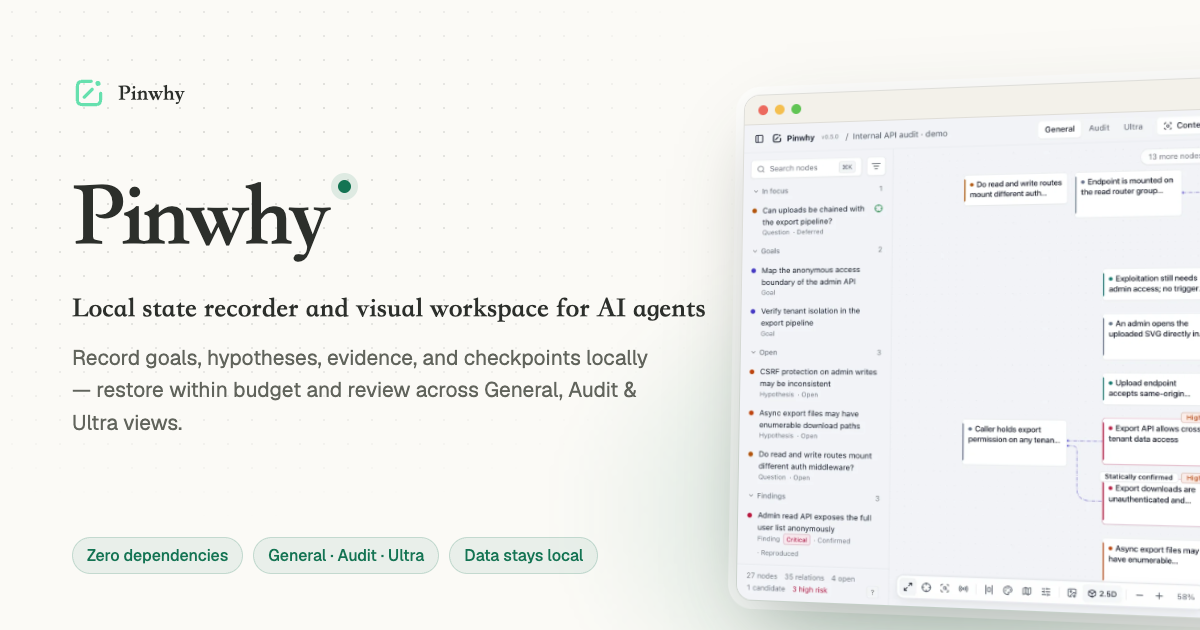 Pinwhy
Pinwhy
Local state recorder and visual workspace for AI agents
Record goals, hypotheses, evidence, and checkpoints locally
— restore within budget and review across General, Audit &
Ultra views.
Zero dependencies
General · Audit · Ultra
Data stays local
Pinwhy
/ Internal API audit · demo
General
Audit
Ultra
Search nodes
⌘K
13 more nodes
In focus 1
Can uploads be chained with
the export pipeline?
Question · Deferred
Goals 2
Map the anonymous access
boundary of the admin API
Goal
Verify tenant isolation in the
export pipeline
Goal
Open 3
CSRF protection on admin writes
may be inconsistent
Hypothesis · Open
Async export files may have
enumerable download paths
Hypothesis · Open
Do read and write routes mount
different auth middleware?
Question · Open
Findings 3
Admin read API exposes the full
user list anonymously
Finding Critical · Confirmed
· Reproduced
27 nodes 35 relations 4 open
1 candidate 3 high risk
?
Do read and write routes
mount different auth...
Endpoint is mounted on
the read router group...
Exploitation still needs
admin access; no trigger
An admin opens the
uploaded SVG directly in
Upload endpoint
accepts same-origin...
High
Caller holds export
permission on any tenan...
Export API allows cross
tenant data access
Statically confirmed
High
Export downloads are
unauthenticated and...
Async export files may
have enumerable...
2.5D
58%